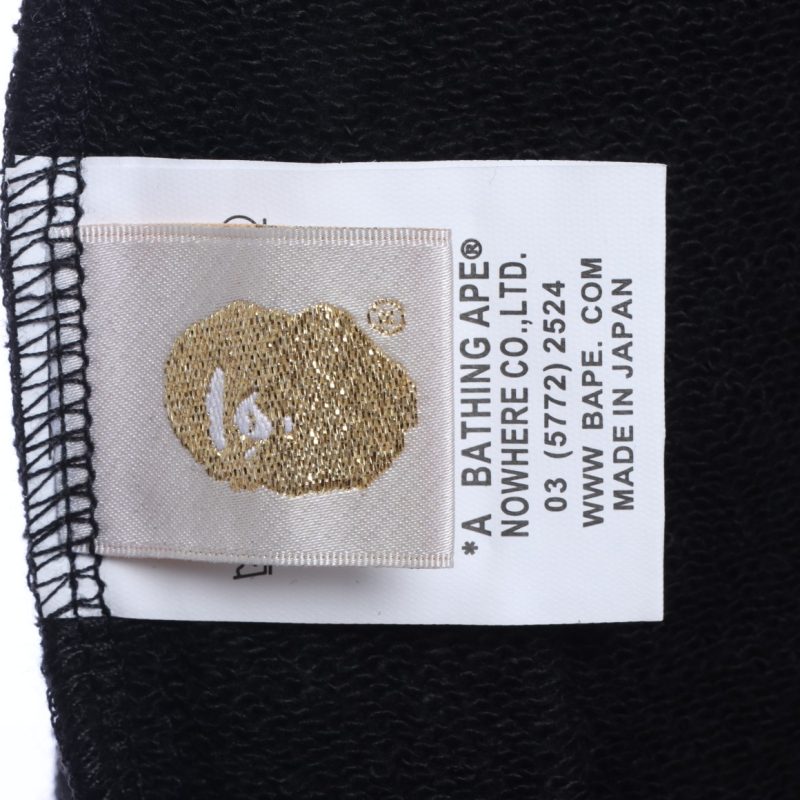 *A BATHING APE®
NOWHERE CO.,LTD.
03 (5772) 2524
WWW BAPE. COM
MADE IN JAPAN